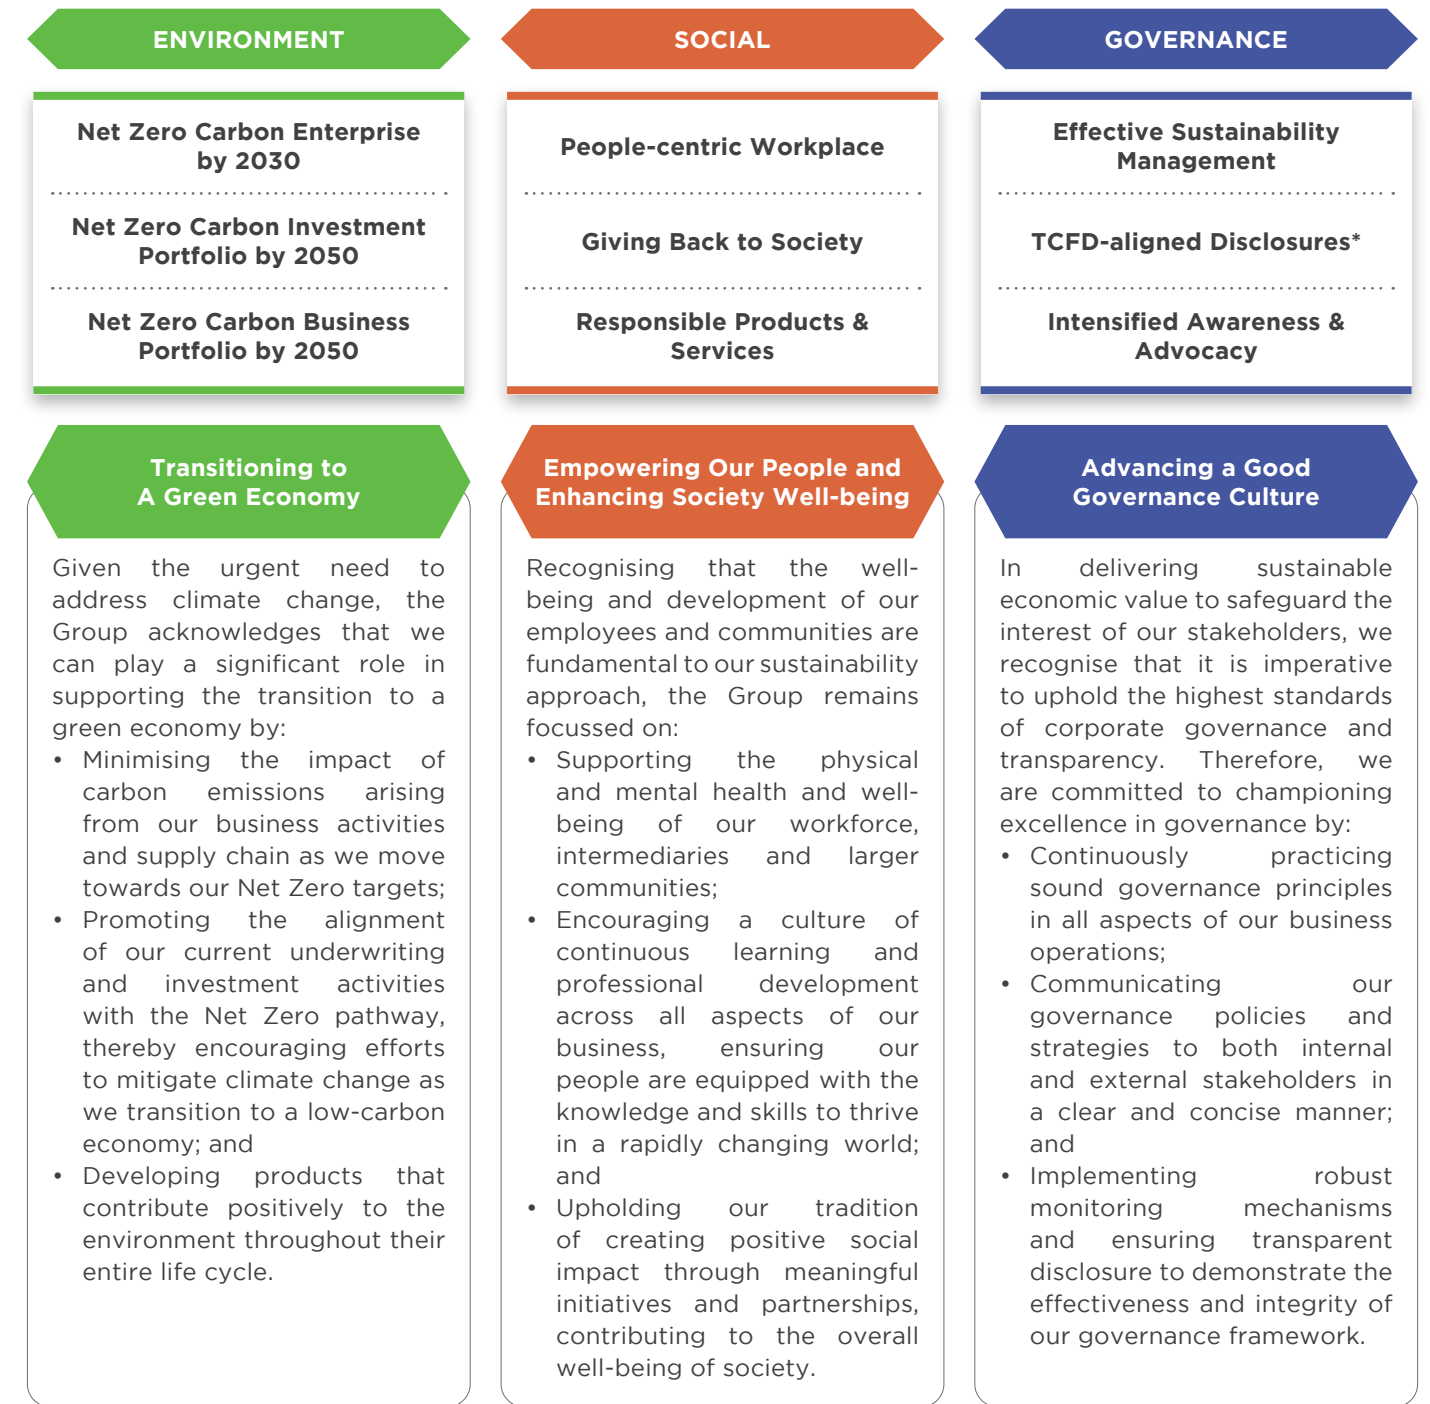 ENVIRONMENT
Net Zero Carbon Enterprise
by 2030
Net Zero Carbon Investment
Portfolio by 2050
Net Zero Carbon Business
Portfolio by 2050
Transitioning to
A Green Economy
Given the urgent need to
address climate change, the
Group acknowledges that we
can play a significant role in
supporting the transition to a
green economy by:
• Minimising the impact of
carbon emissions arising
from our business activities
and supply chain as we move
towards our Net Zero targets;
• Promoting the alignment
of our current underwriting
and investment activities
with the Net Zero pathway,
thereby encouraging efforts
to mitigate climate change as
we transition to a low-carbon
economy; and
• Developing products that
contribute positively to the
environment throughout their
entire life cycle.
SOCIAL
People-centric Workplace
Giving Back to Society
Responsible Products &
Services
Empowering Our People and
Enhancing Society Well-being
Recognising that the well-
being and development of our
employees and communities are
fundamental to our sustainability
approach, the Group remains
focussed on:
• Supporting the physical
and mental health and well-
being of our workforce,
intermediaries and larger
communities;
• Encouraging a culture of
continuous learning and
professional development
across all aspects of our
business, ensuring our
people are equipped with the
knowledge and skills to thrive
in a rapidly changing world;
and
• Upholding our tradition
of creating positive social
impact through meaningful
initiatives and partnerships,
contributing to the overall
well-being of society.
GOVERNANCE
Effective Sustainability
Management
TCFD-aligned Disclosures*
Intensified Awareness &
Advocacy
Advancing a Good
Governance Culture
In delivering sustainable
economic value to safeguard the
interest of our stakeholders, we
recognise that it is imperative
to uphold the highest standards
of corporate governance and
transparency. Therefore, we
are committed to championing
excellence in governance by:
• Continuously practicing
sound governance principles
in all aspects of our business
operations;
• Communicating our
governance policies and
strategies to both internal
and external stakeholders in
a clear and concise manner;
and
• Implementing robust
monitoring mechanisms
and ensuring transparent
disclosure to demonstrate the
effectiveness and integrity of
our governance framework.